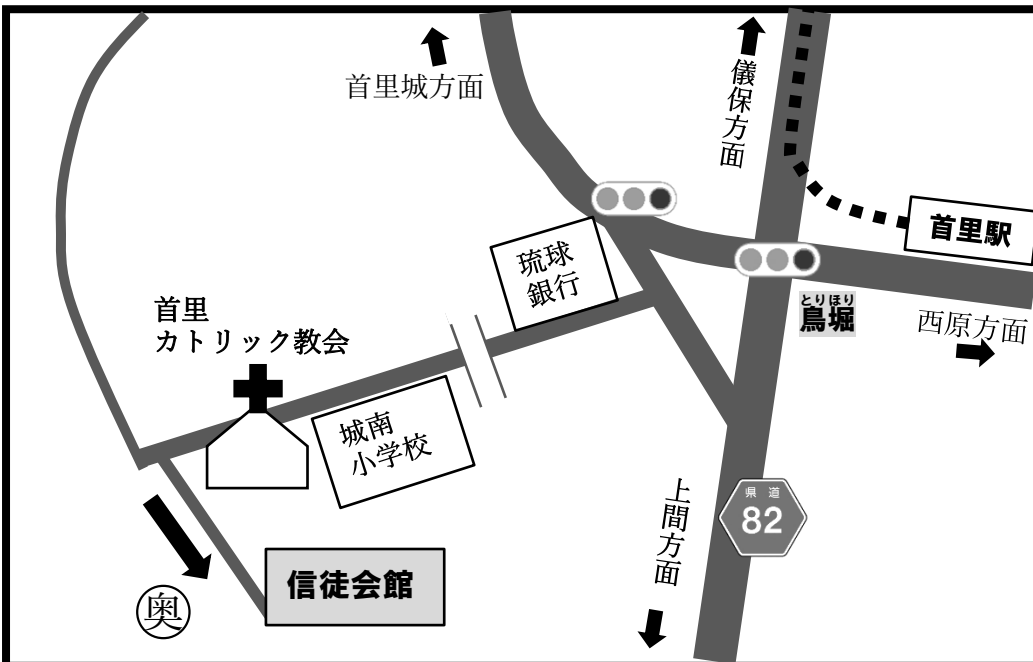 首里城方面
儀保方面
首里駅
琉球
銀行
とりほり
鳥堀
西原方面
首里
カトリック教会
城南
小学校
県道
82
上間方面
信徒会館
奥